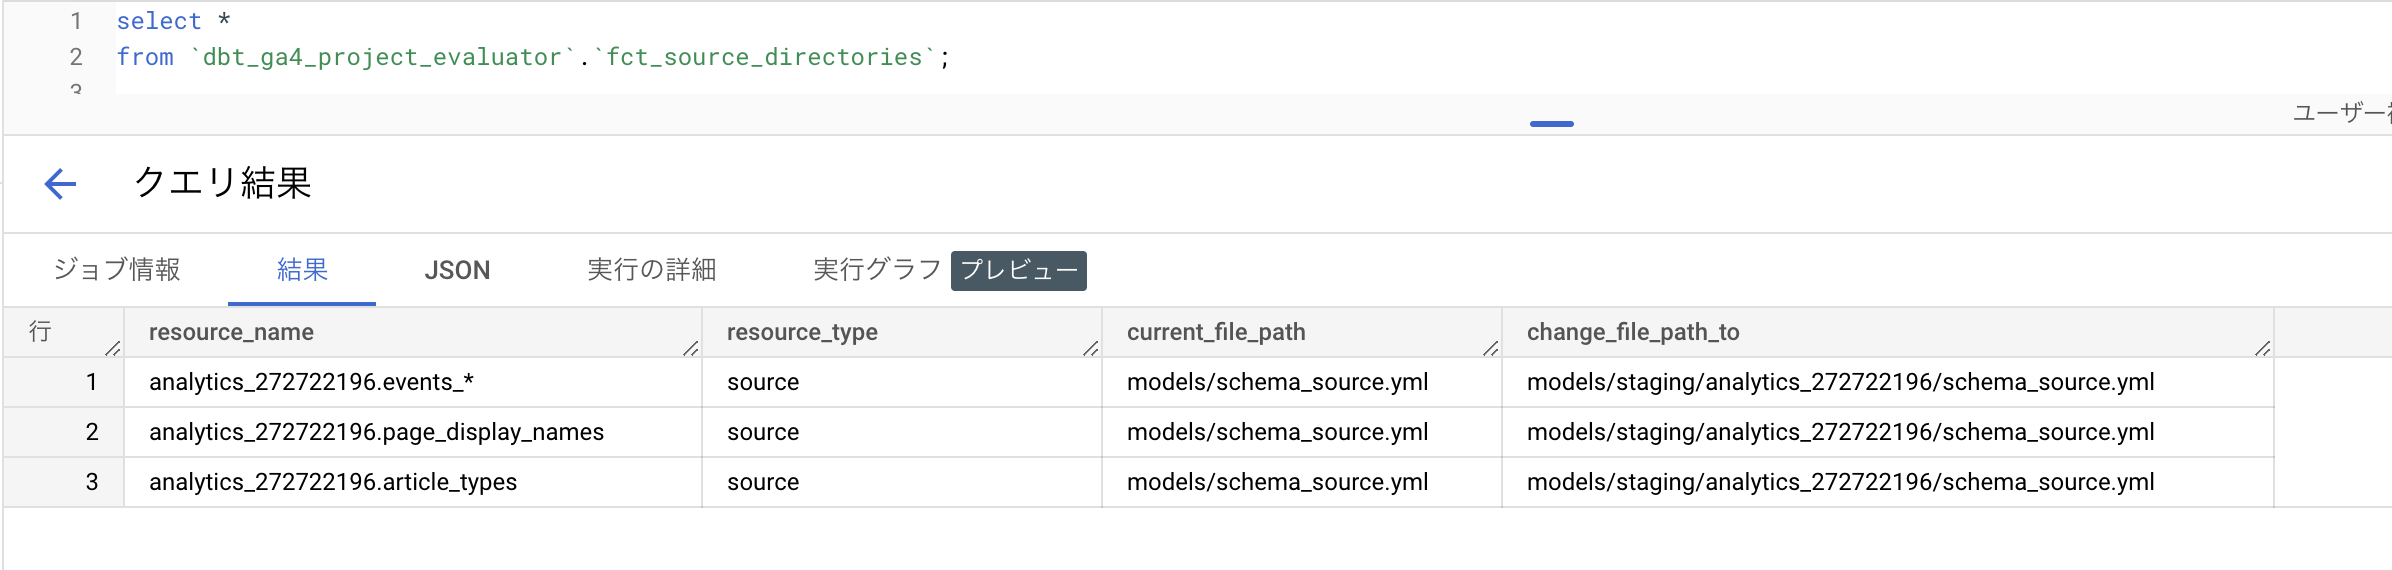 1 select *
2 from `dbt_ga4_project_evaluator`.`fct_source_directories`;
3
ユーザー
クエリ結果
ジョブ情報 結果 JSON 実行の詳細 実行グラフ プレビュー
行 resource_name resource_type current_file_path change_file_path_to
1 analytics_272722196.events_* source models/schema_source.yml models/staging/analytics_272722196/schema_source.yml
2 analytics_272722196.page_display_names source models/schema_source.yml models/staging/analytics_272722196/schema_source.yml
3 analytics_272722196.article_types source models/schema_source.yml models/staging/analytics_272722196/schema_source.yml